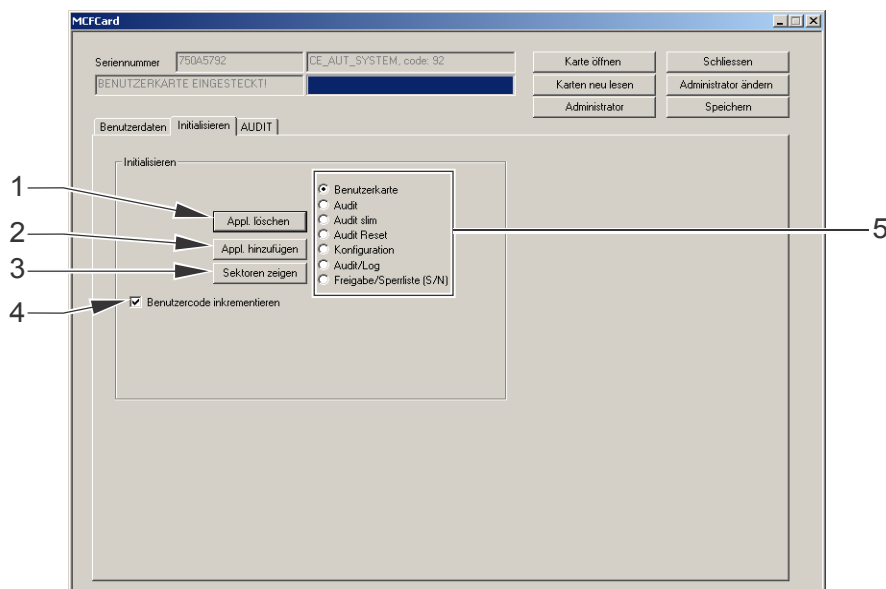 MCFCard
Seriennummer 750A5792 CE_AUT_SYSTEM, code: 92
BENUTZERKARTE EINGESTECKT!
Karte öffnen Schliessen
Karten neu lesen Administrator ändern
Administrator Speichern
Benutzerdaten Initialisieren AUDIT
Initialisieren
1 Appl. löschen
2 Appl. hinzufügen
3 Sektoren zeigen
4 Benutzercode inkrementieren
Benutzerkarte
Audit
Audit slim
Audit Reset
Konfiguration
Audit/Log
Freigabe/Sperrliste (S/N)
5